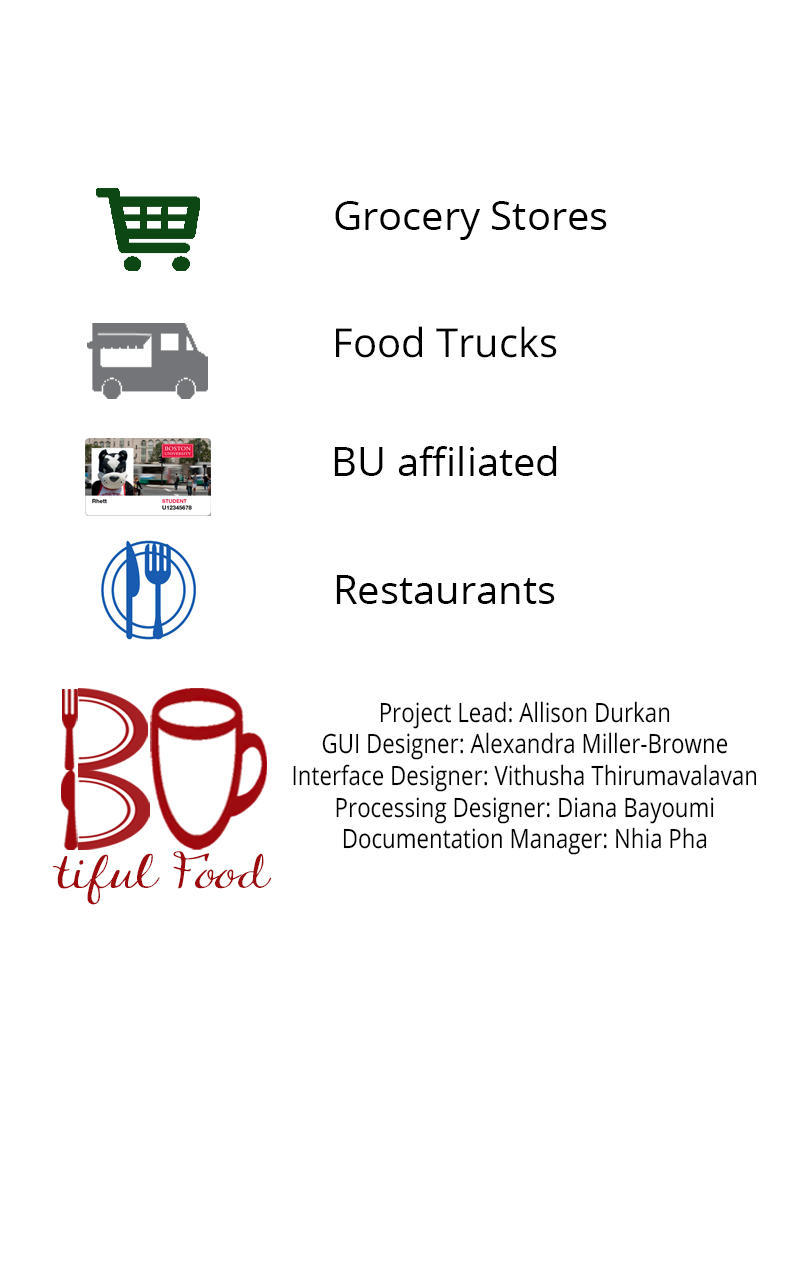 Grocery Stores
Food Trucks
BOSTON
UNIVERSITY
Rhett
STUDENT
U12345678
BU affiliated
Restaurants
BU
tiful Food
Project Lead: Allison Durkan
GUI Designer: Alexandra Miller-Browne
Interface Designer: Vithusha Thirumavalavan
Processing Designer: Diana Bayoumi
Documentation Manager: Nhia Pha